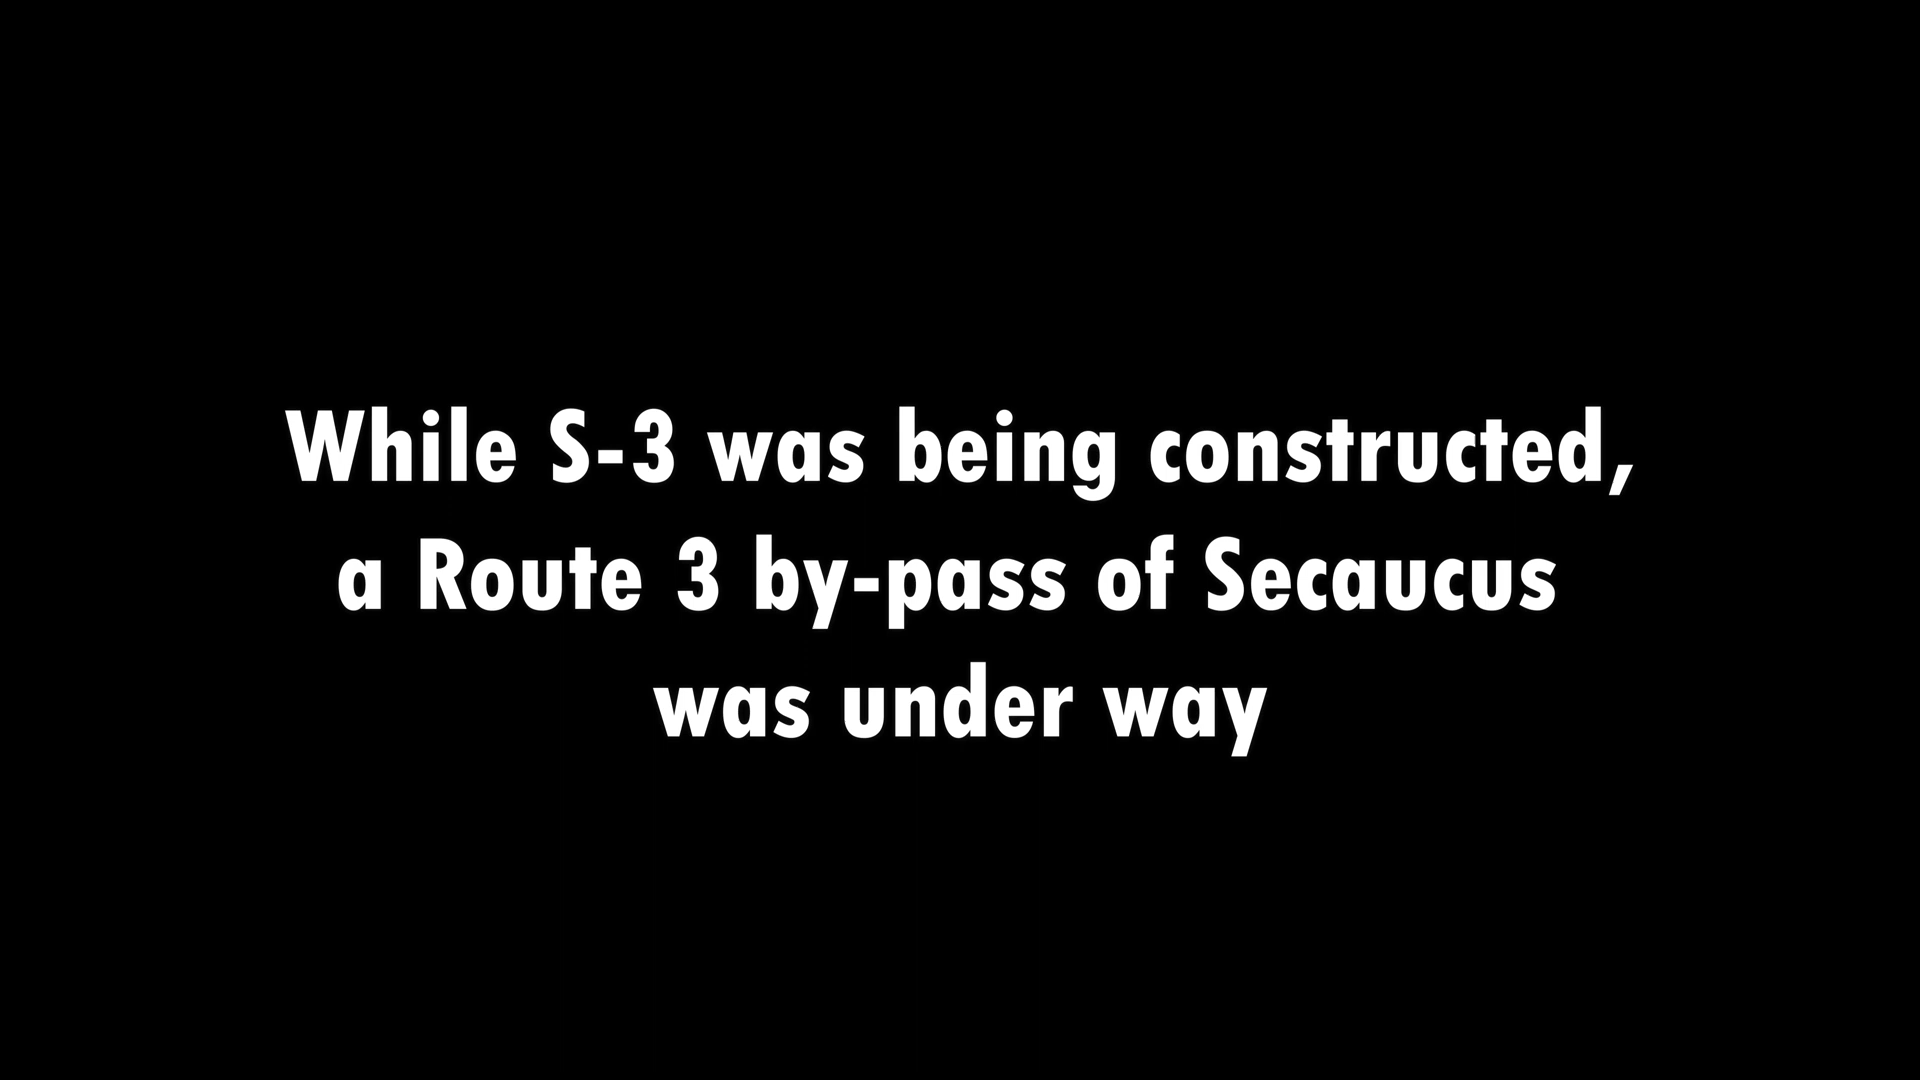 While S-3 was being constructed,
a Route 3 by-pass of Secaucus
was under way